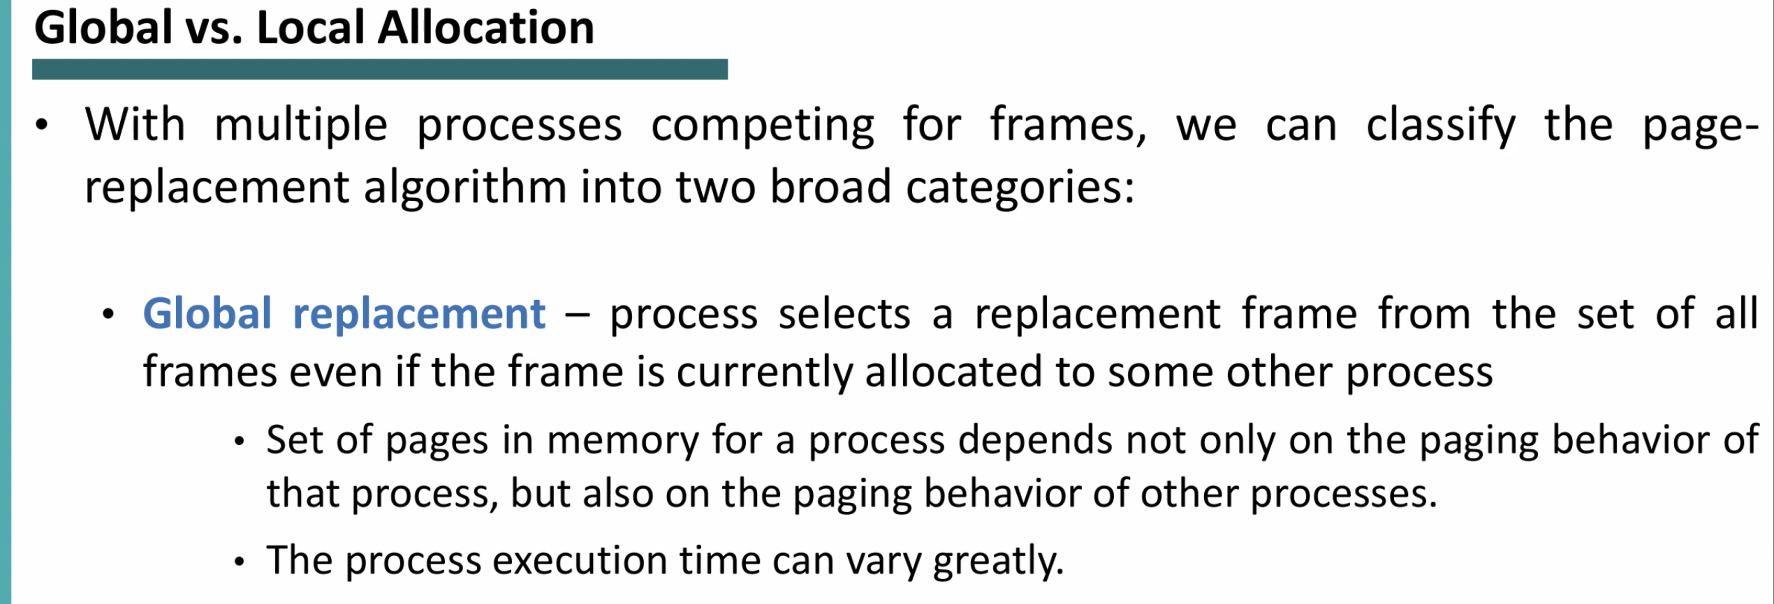 Global vs. Local Allocation
• With multiple processes competing for frames, we can classify the page-
replacement algorithm into two broad categories:
• Global replacement – process selects a replacement frame from the set of all
frames even if the frame is currently allocated to some other process
• Set of pages in memory for a process depends not only on the paging behavior of
that process, but also on the paging behavior of other processes.
• The process execution time can vary greatly.